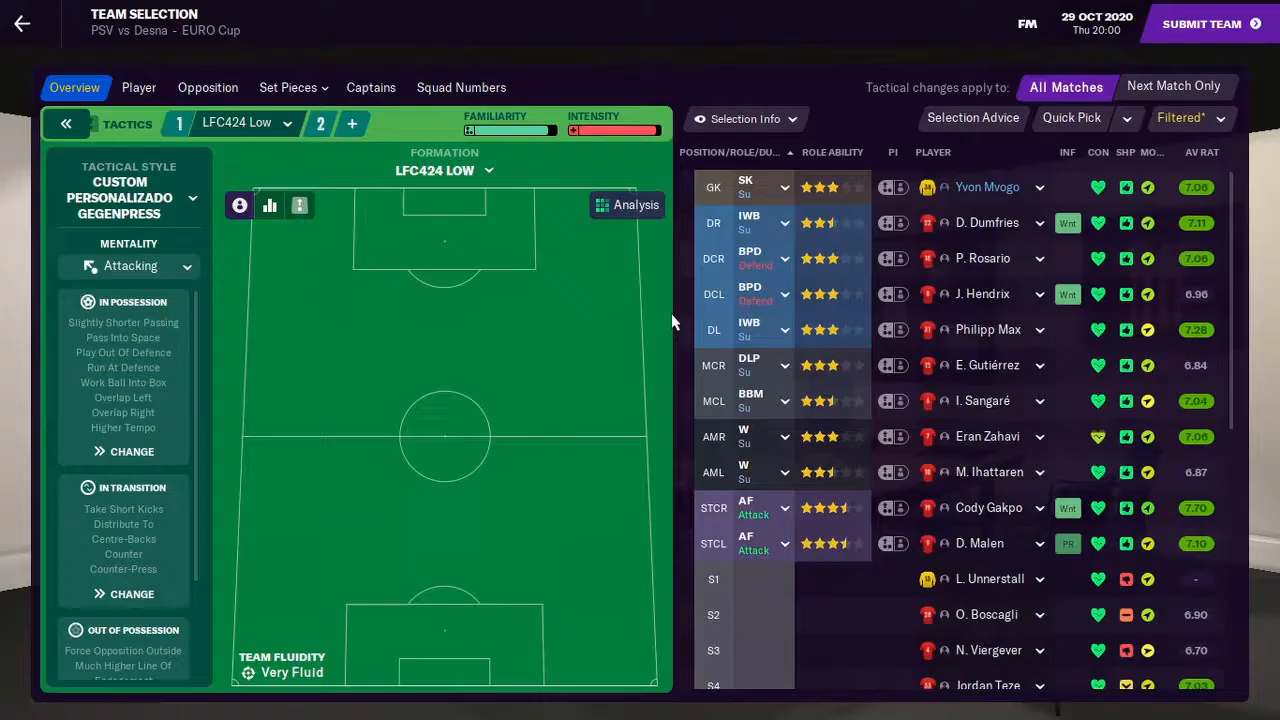 TEAM SELECTION
PSV vs Desna - EURO Cup
FM
29 OCT 2020
Thu 20:00
SUBMIT TEAM
Overview
Player
Opposition
Set Pieces
Captains
Squad Numbers
Tactical changes apply to:
All Matches
Next Match Only
TACTICS
1
LFC424 Low
2
+
FAMILIARITY
INTENSITY
Selection Info
Selection Advice
Quick Pick
Filtered*
TACTICAL STYLE
CUSTOM
PERSONALIZADO
GEGENPRESS
MENTALITY
Attacking
IN POSSESSION
Slightly Shorter Passing
Pass Into Space
Play Out Of Defence
Run At Defence
Work Ball Into Box
Overlap Left
Overlap Right
Higher Tempo
CHANGE
IN TRANSITION
Take Short Kicks
Distribute To
Centre-Backs
Counter
Counter-Press
CHANGE
OUT OF POSSESSION
Force Opposition Outside
Much Higher Line Of
Engagement
FORMATION
LFC424 LOW
Analysis
TEAM FLUIDITY
Very Fluid
POSITION/ROLE/DU... ROLE ABILITY PI PLAYER INF CON SHP MO... AV RAT
GK SK Su Yvon Mvogo 7.06
DR IWB Su D. Dumfries Wnt 7.11
DCR BPD Defend P. Rosario 7.06
DCL BPD Defend J. Hendrix Wnt 6.96
DL IWB Su Philipp Max 7.28
MCR DLP Su E. Gutiérrez 6.84
MCL BBM Su I. Sangaré 7.04
AMR W Su Eran Zahavi 7.06
AML W Su M. Ihattaren 6.87
STCR AF Attack Cody Gakpo Wnt 7.70
STCL AF Attack D. Malen PR 7.10
S1 L. Unnerstall -
S2 O. Boscagli 6.90
S3 N. Viergever 6.70
S4 Jordan Teze 7.03